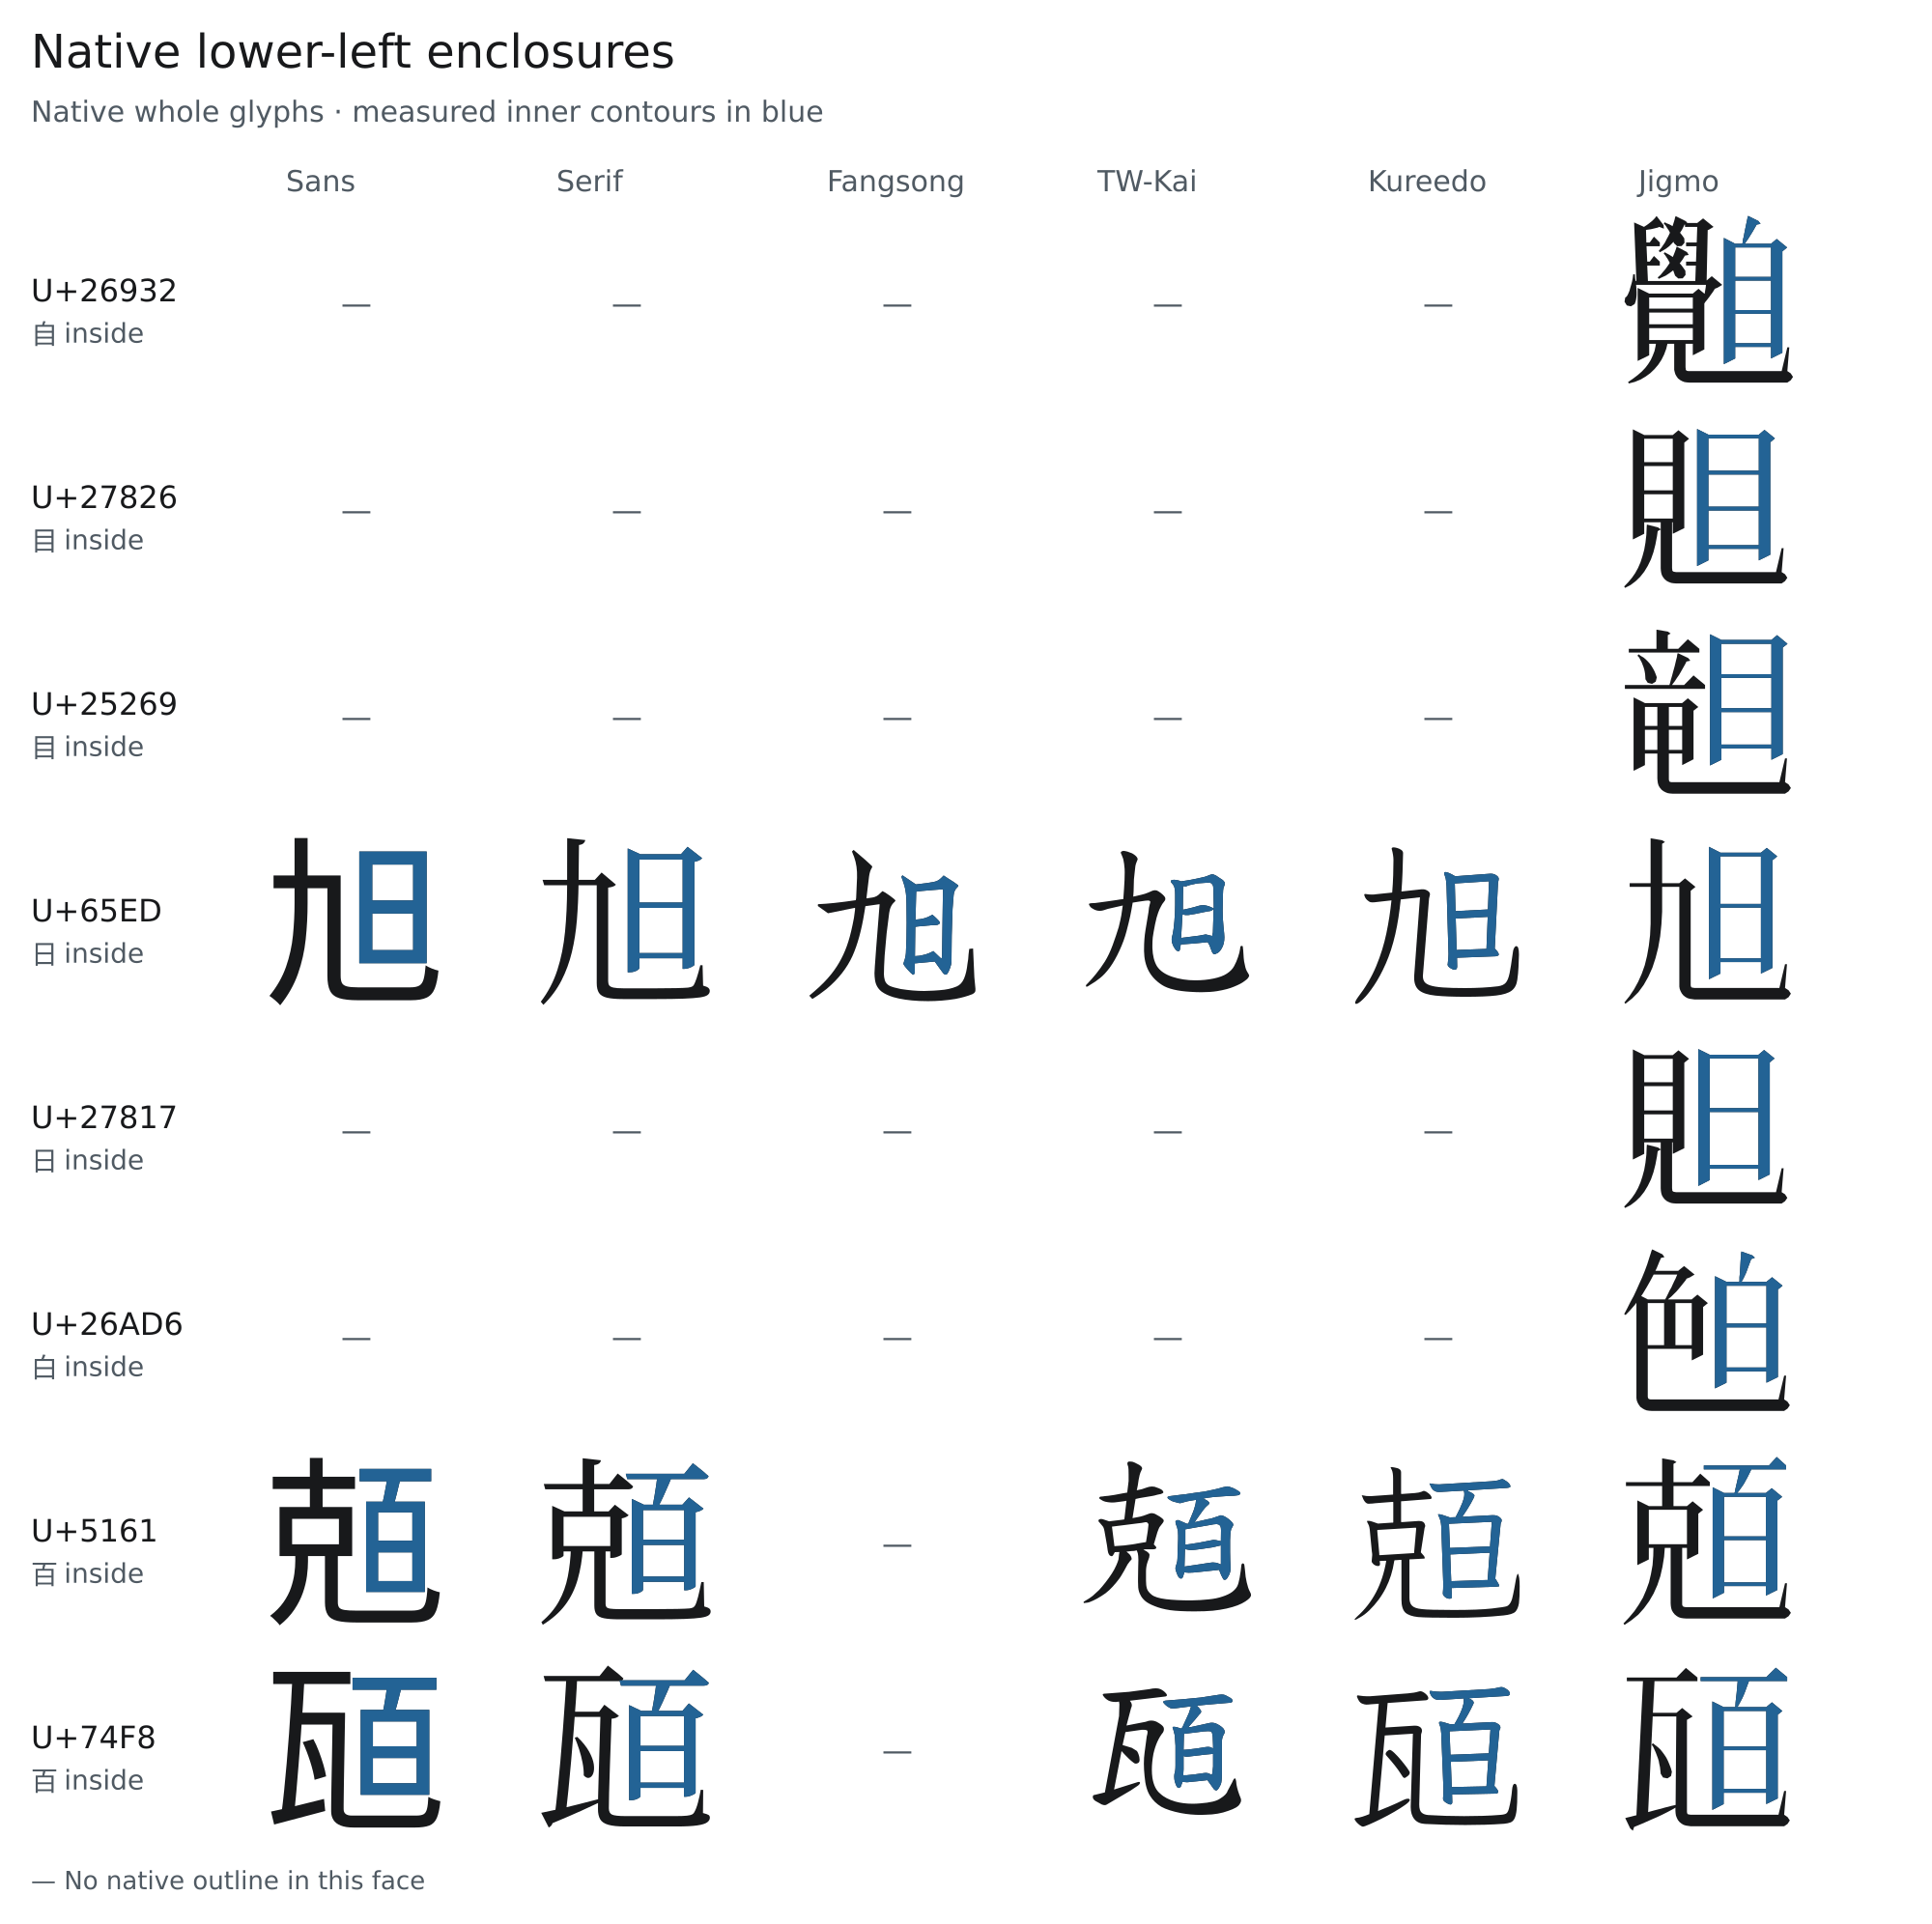 Native lower-left enclosures
Native whole glyphs · measured inner contours in blue
Sans Serif Fangsong TW-Kai Kureedo Jigmo
U+26932 — — — — — 𦤲
自 inside
U+27826 — — — — — 𧠦
目 inside
U+25269 — — — — — 𥉩
目 inside
U+65ED 旭 旭 旭 旭 旭 旭
日 inside
U+27817 — — — — — 𧠗
日 inside
U+26AD6 — — — — — 𦫖
白 inside
U+5161 兡 兡 — 兡 兡 兡
百 inside
U+74F8 瓸 瓸 — 瓸 瓸 瓸
百 inside
— No native outline in this face